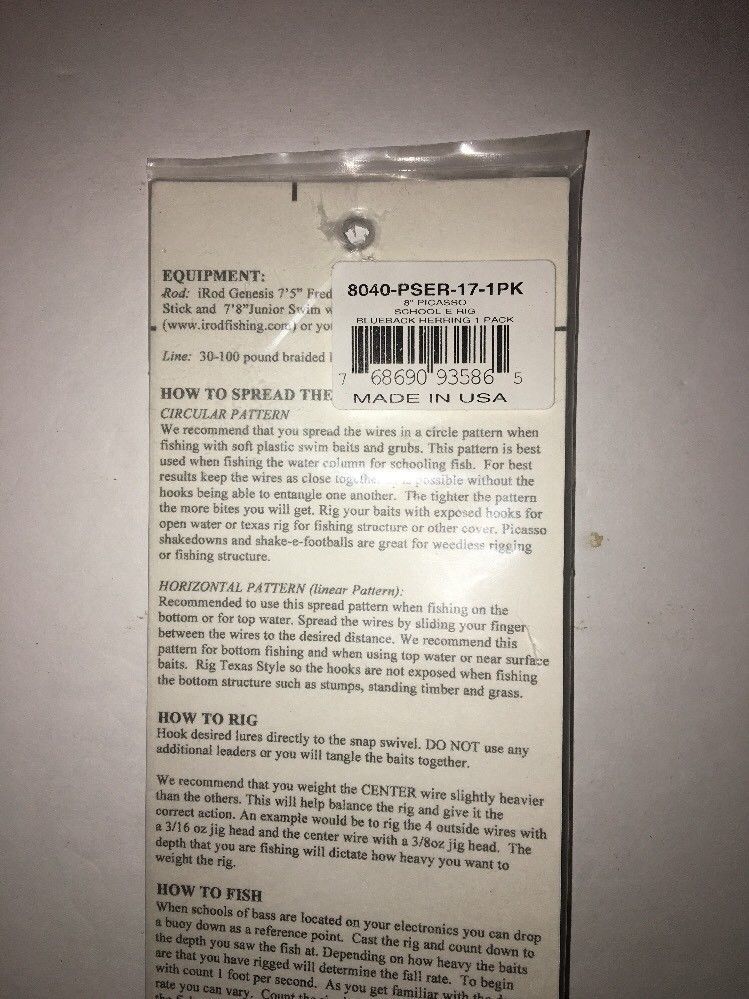 8040-PSER-17-1PK
8" PICASSO
SCHOOL E RIG
BLUEBACK HERRING 1 PACK
7 68690 93586 5
MADE IN USA
EQUIPMENT:
Rod: iRod Genesis 7'5" Fred
Stick and 7'8"Junior Swim
(www.irodfishing.com) or
Line: 30-100 pound braided
HOW TO SPREAD THE
CIRCULAR PATTERN
We recommend that you spread the wires in a circle pattern when
fishing with soft plastic swim baits and grubs. This pattern is best
used when fishing the water column for schooling fish. For best
results keep the wires as close possible without the
hooks being able to entangle one another. The tighter the pattern
the more bites you will get. Rig your baits with exposed hooks for
open water or texas rig for fishing structure or other cover. Picasso
shakedowns and shake-e-footballs are great for weedless rigging
or fishing structure.
HORIZONTAL PATTERN (linear Pattern):
Recommended to use this spread pattern when fishing on the
bottom or for top water. Spread the wires by sliding your finger
between the wires to the desired distance. We recommend this
pattern for bottom fishing and when using top water or near surface
baits. Rig Texas Style so the hooks are not exposed when fishing
the bottom structure such as stumps, standing timber and grass.
HOW TO RIG
Hook desired lures directly to the snap swivel. DO NOT use any
additional leaders or you will tangle the baits together.
We recommend that you weight the CENTER wire slightly heavier
than the others. This will help balance the rig and give it the
correct action. An example would be to rig the 4 outside wires with
a 3/16 oz jig head and the center wire with a 3/8oz jig head. The
depth that you are fishing will dictate how heavy you want to
weight the rig.
HOW TO FISH
When schools of bass are located on your electronics you can drop
a buoy down as a reference point. Cast the rig and count down to
the depth you saw the fish at. Depending on how heavy the baits
are that you have rigged will determine the fall rate. To begin
with count 1 foot per second. As you get familiar with the
rate you can vary. Count